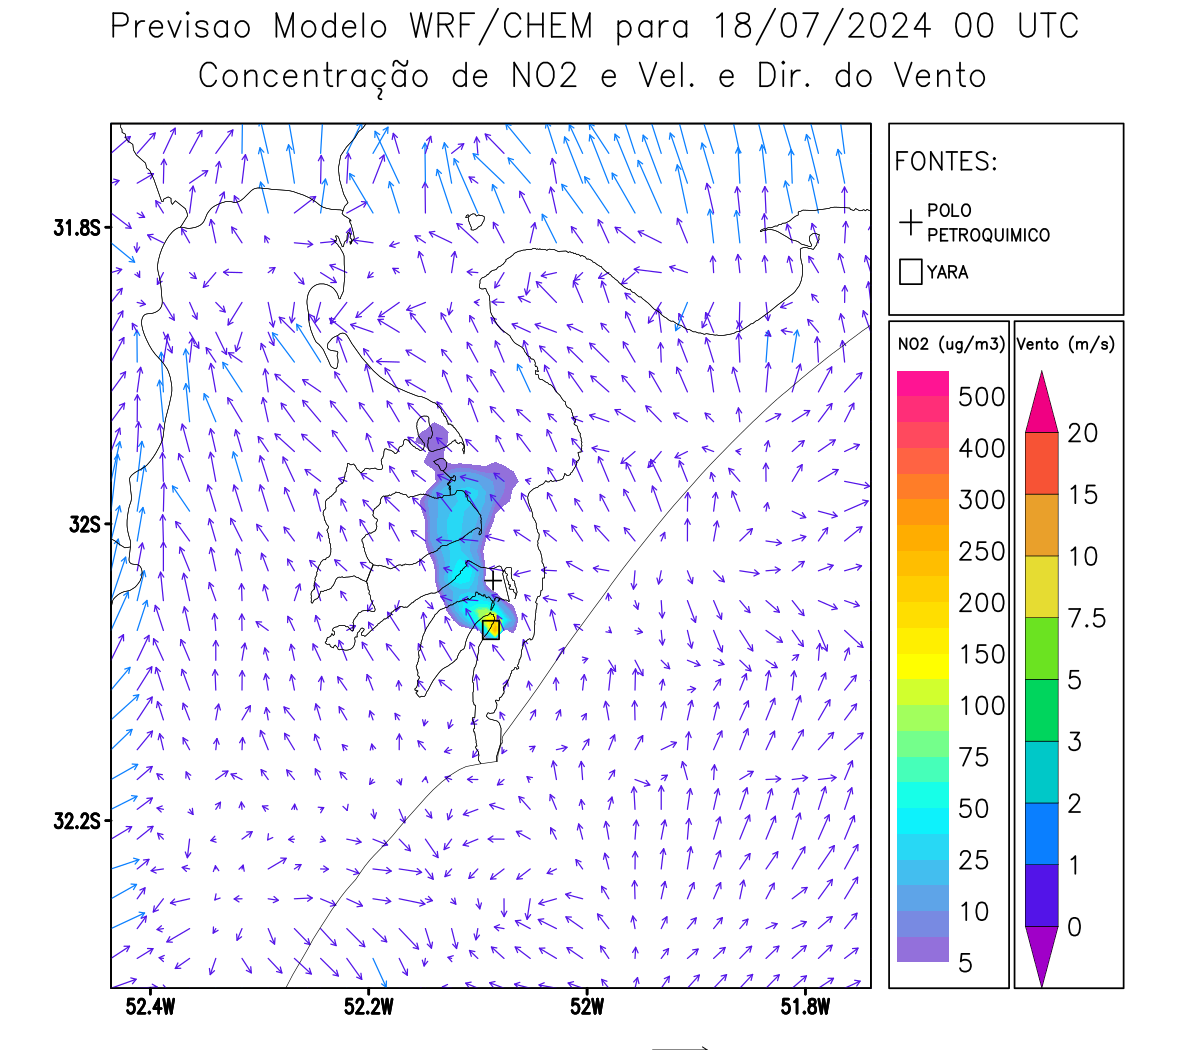 Previsao Modelo WRF/CHEM para 18/07/2024 00 UTC
Concentração de NO2 e Vel. e Dir. do Vento
FONTES:
POLO
PETROQUIMICO
YARA
31.8S
32S
32.2S
52.4W
52.2W
52W
51.8W
NO2 (ug/m3)
500
400
300
250
200
150
100
75
50
25
10
5
Vento (m/s)
20
15
10
7.5
5
3
2
1
0